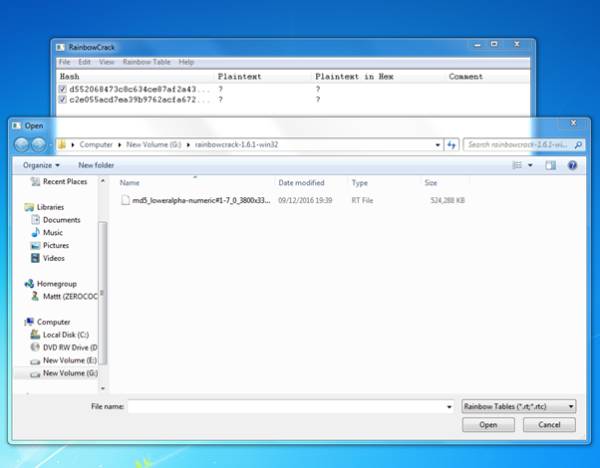 RainbowCrack
File Edit View Rainbow Table Help
Hash Plaintext Plaintext in Hex Comment
d552068473c8c634ce87af2a43... ? ?
c2e055acd7ea39b9762acfa672... ? ?
Open
Computer New Volume (G:) rainbowcrack-1.6.1-win32
Search rainbowcrack-1.6.1-wi...
Organize New folder
Name Date modified Type Size
md5_loweralpha-numeric#1-7_0_3800x33... 09/12/2016 19:39 RT File 524,288 KB
Recent Places
Libraries
Documents
Music
Pictures
Videos
Homegroup
Mattt (ZEROCOC
Computer
Local Disk (C:)
DVD RW Drive (D
New Volume (E:)
New Volume (G:)
File name:
Rainbow Tables (*.rt;*.rtc)
Open Cancel